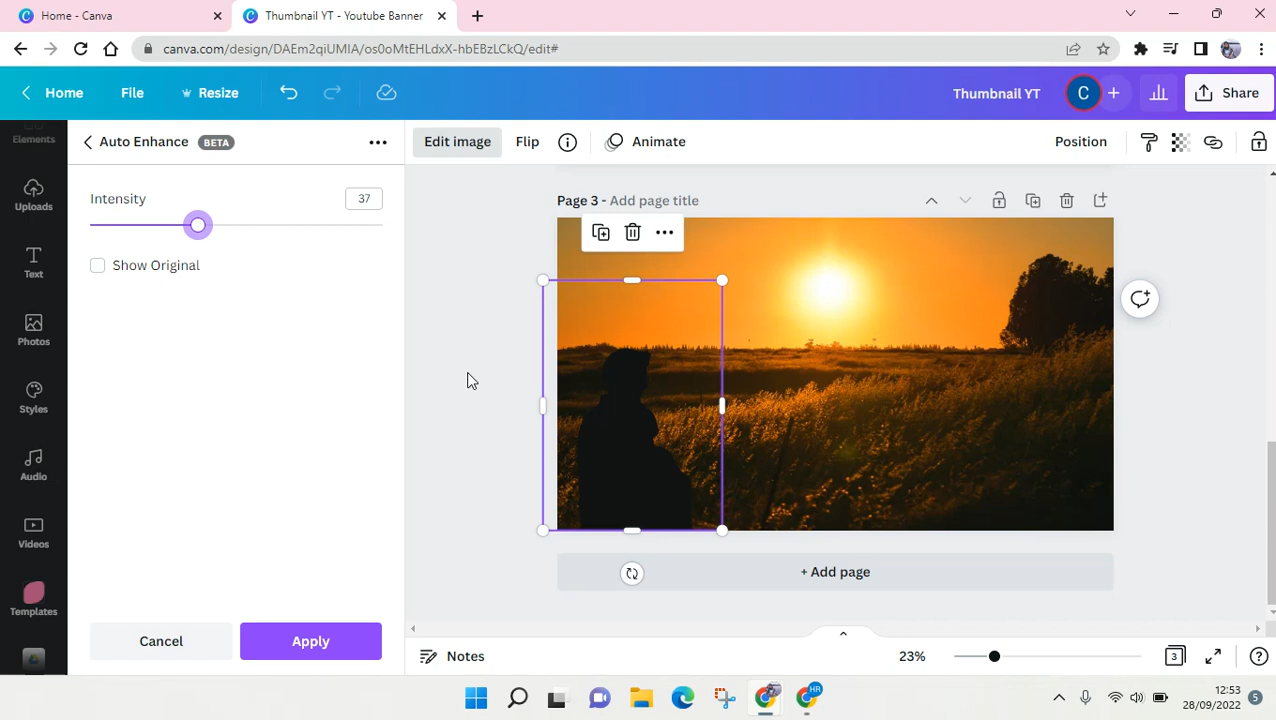 Home - Canva
Thumbnail YT - Youtube Banner
canva.com/design/DAEm2qiUMIA/os0oMtEHLdxX-hbEBzLCkQ/edit#
Home
File
Resize
Thumbnail YT
C
Share
Elements
Uploads
Text
Photos
Styles
Audio
Videos
Templates
Auto Enhance BETA
Intensity 37
Show Original
Cancel
Apply
Edit image
Flip
Animate
Position
Page 3 - Add page title
+ Add page
Notes
23%
3
HR
12:53
28/09/2022
5